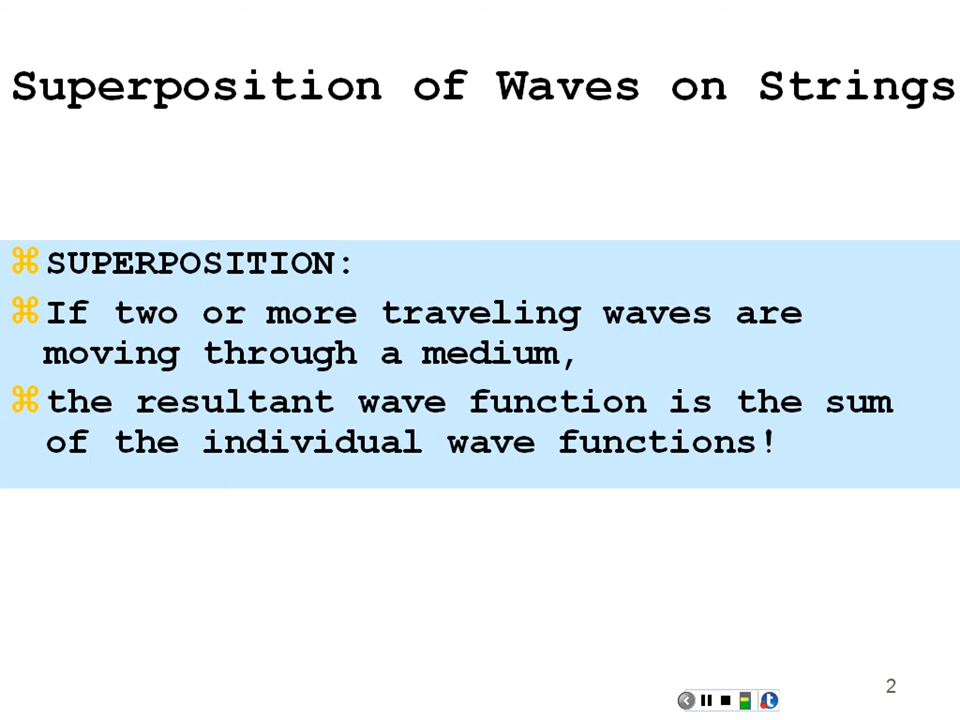 Superposition of Waves on Strings
⌘SUPERPOSITION:
⌘If two or more traveling waves are
moving through a medium,
⌘the resultant wave function is the sum
of the individual wave functions!
2